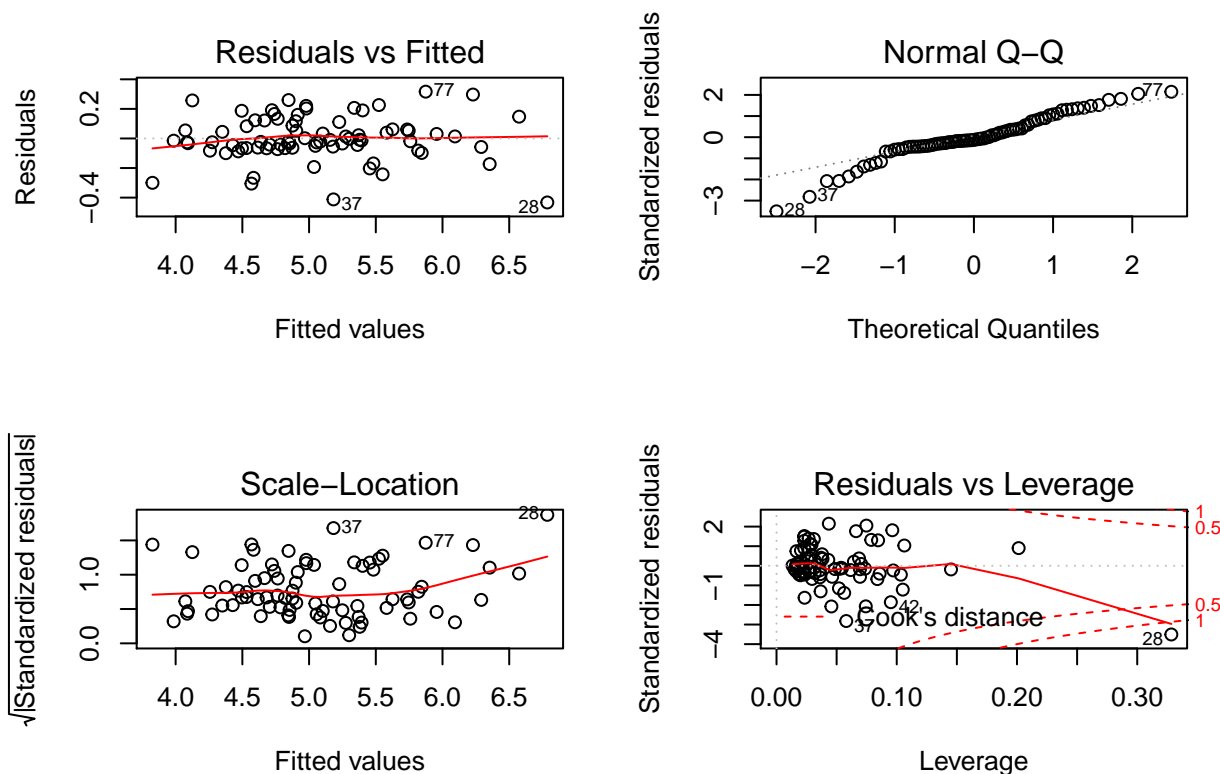 Residuals vs Fitted
Residuals
0.2
−0.4
77
37
28
4.0 4.5 5.0 5.5 6.0 6.5
Fitted values
Normal Q−Q
Standardized residuals
2
0
−3
77
37
28
−2 −1 0 1 2
Theoretical Quantiles
Scale−Location
√|Standardized residuals|
1.0
0.0
28
37
77
4.0 4.5 5.0 5.5 6.0 6.5
Fitted values
Residuals vs Leverage
Standardized residuals
2
−1
−4
1
0.5
0.5
1
42
Cook's distance
37
28
0.00 0.10 0.20 0.30
Leverage